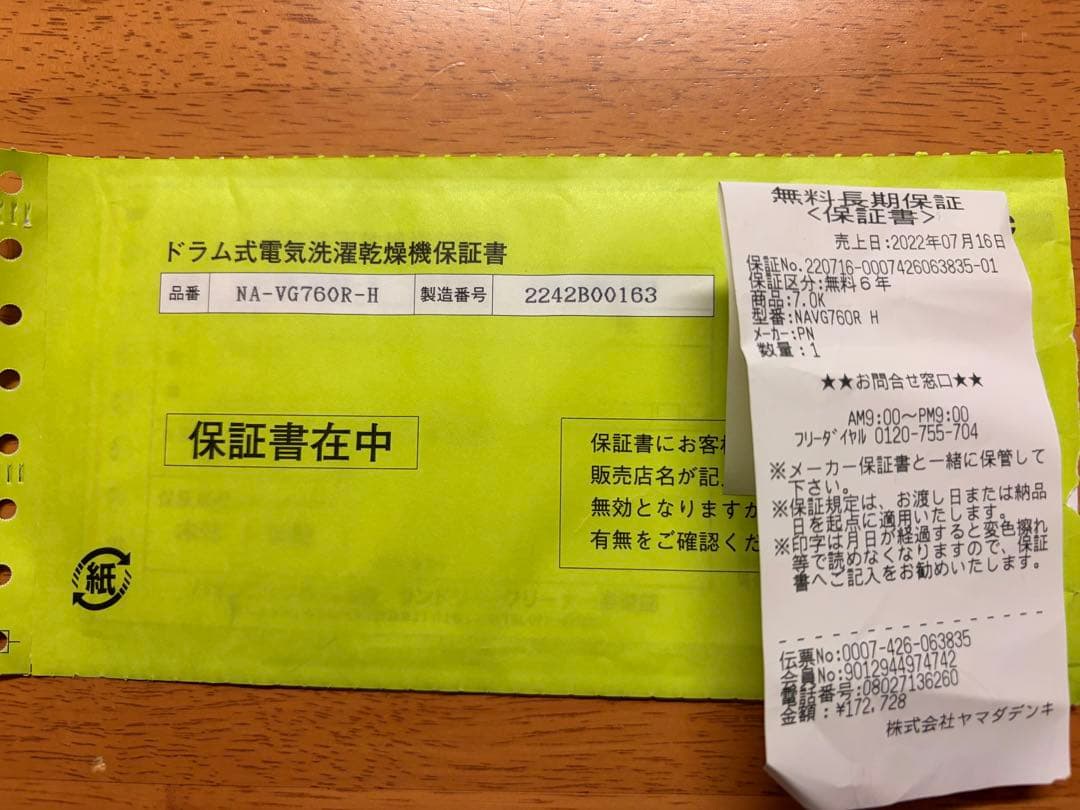 ドラム式電気洗濯乾燥機保証書
品番 NA-VG760R-H 製造番号 2242B00163
保証書在中
保証書にお客
販売店名が記
無効となりますか
有無をご確認くだ
紙
無料長期保証
<保証書>
売上日:2022年07月16日
保証No.220716-0007426063835-01
保証区分:無料6年
商品:7.0K
型番:NAVG760R H
メーカー:PN
数量:1
★★お問合せ窓口★★
AM9:00〜PM9:00
フリーダイヤル 0120-755-704
※メーカー保証書と一緒に保管して
下さい。
※保証規定は、お渡し日または納品
日を起点に適用いたします。
※印字は月日が経過すると変色擦れ
等で読めなくなりますので、保証
書へご記入をお勧めいたします。
伝票No:0007-426-063835
会員No:9012944974742
電話番号:08027136260
金額:¥172,728
株式会社ヤマダデンキ